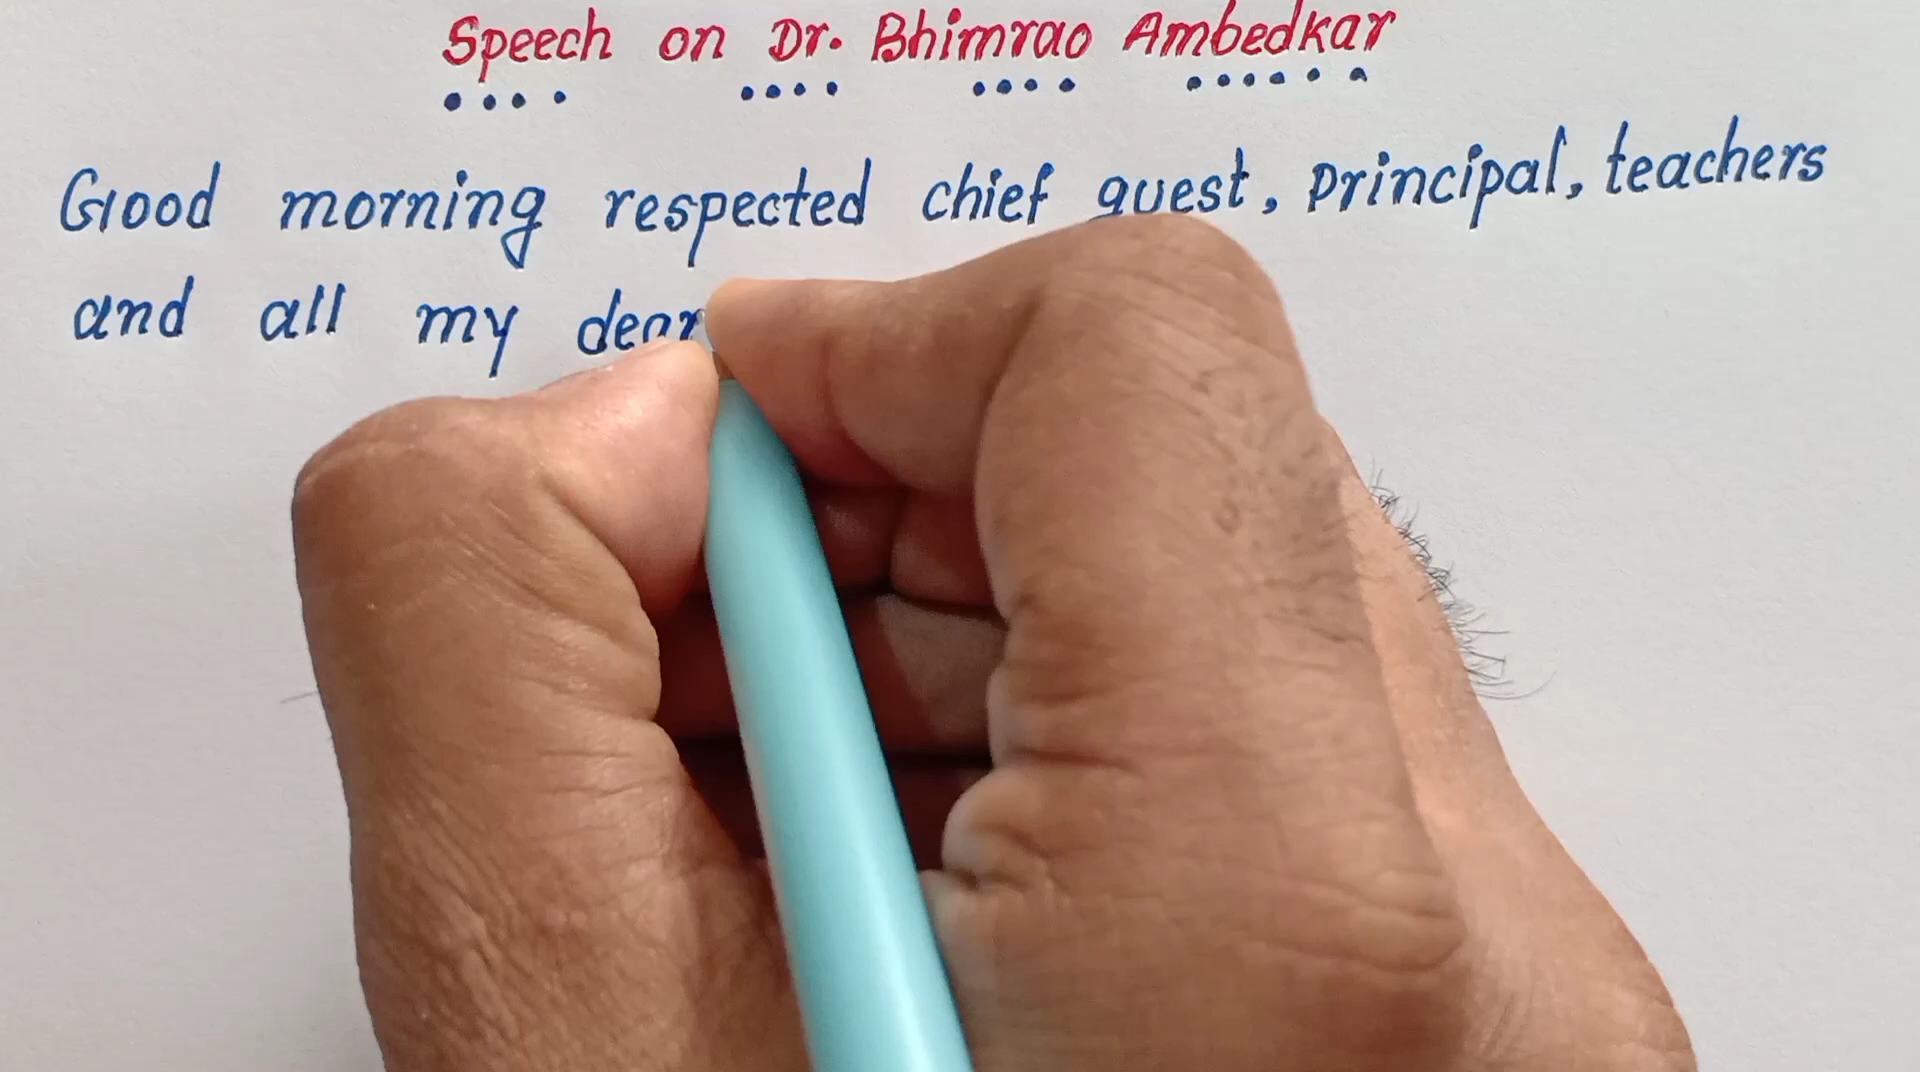 Speech on Dr. Bhimrao Ambedkar
Good morning respected chief guest, Principal, teachers
and all my dear